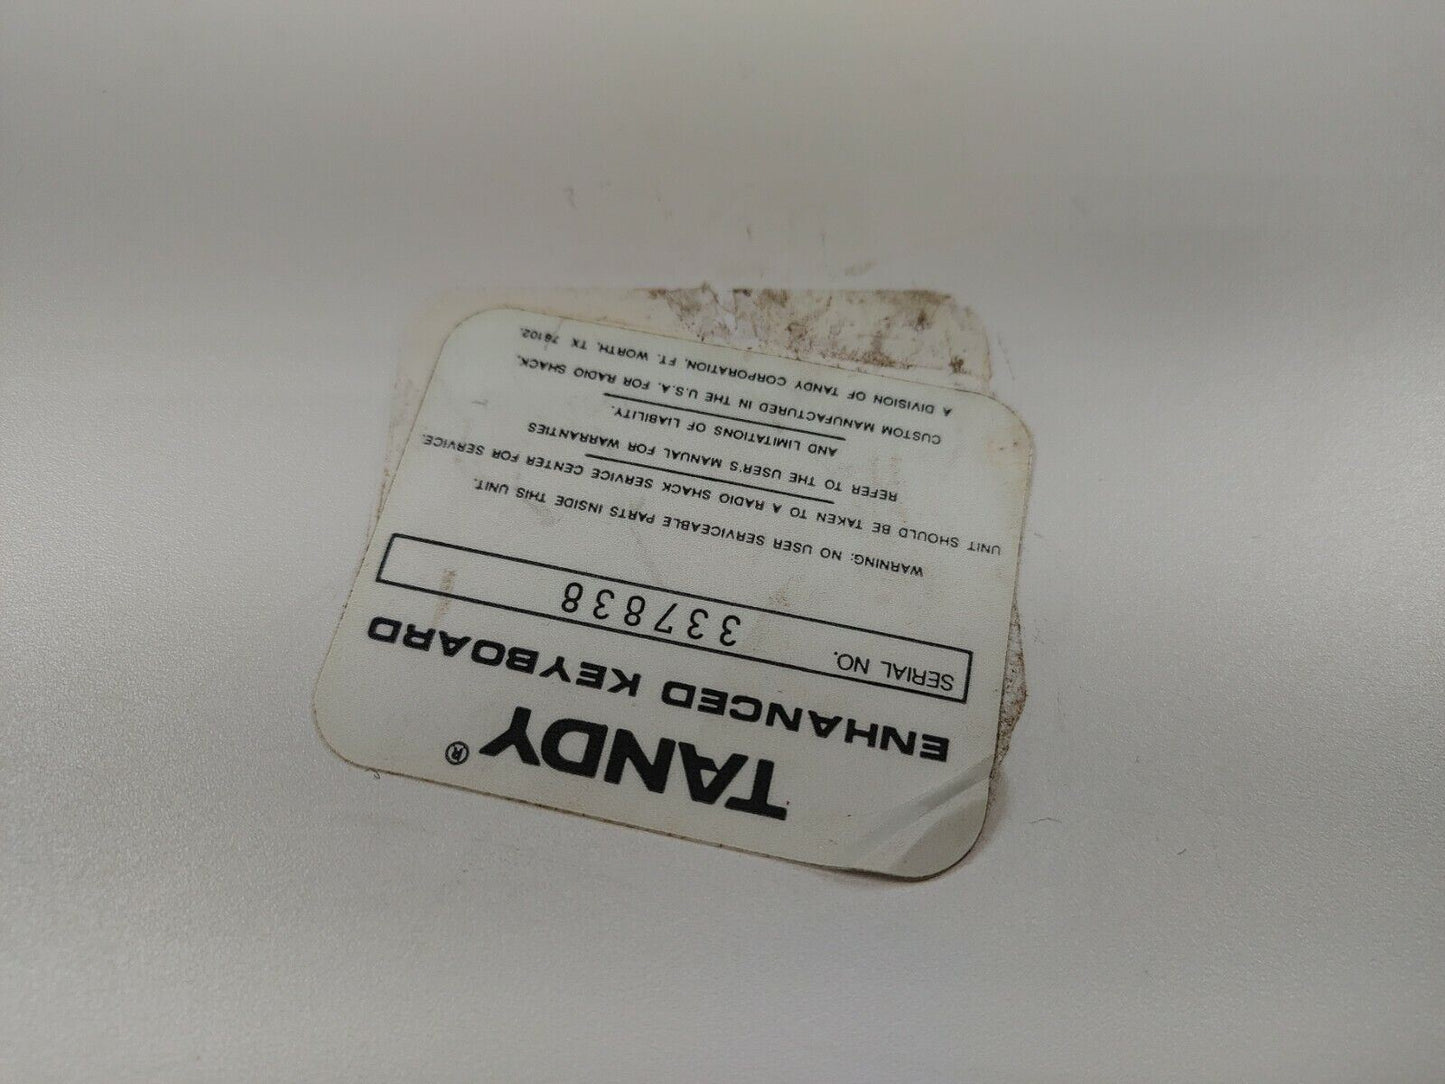 TANDY®
ENHANCED KEYBOARD
SERIAL NO. 337838
WARNING: NO USER SERVICEABLE PARTS INSIDE THIS UNIT.
UNIT SHOULD BE TAKEN TO A RADIO SHACK SERVICE CENTER FOR SERVICE.
REFER TO THE USER'S MANUAL FOR WARRANTIES
AND LIMITATIONS OF LIABILITY.
CUSTOM MANUFACTURED IN THE U.S.A. FOR RADIO SHACK,
A DIVISION OF TANDY CORPORATION, FT. WORTH, TX 76102.